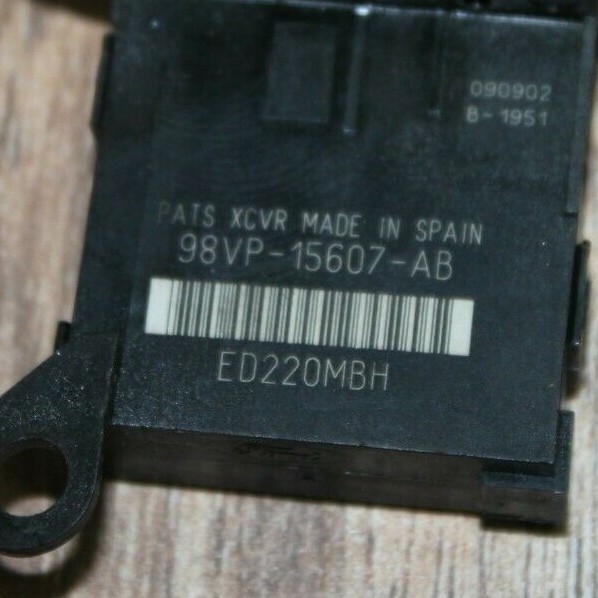 090902
B-1951
PATS XCVR MADE IN SPAIN
98VP-15607-AB
ED220MBH